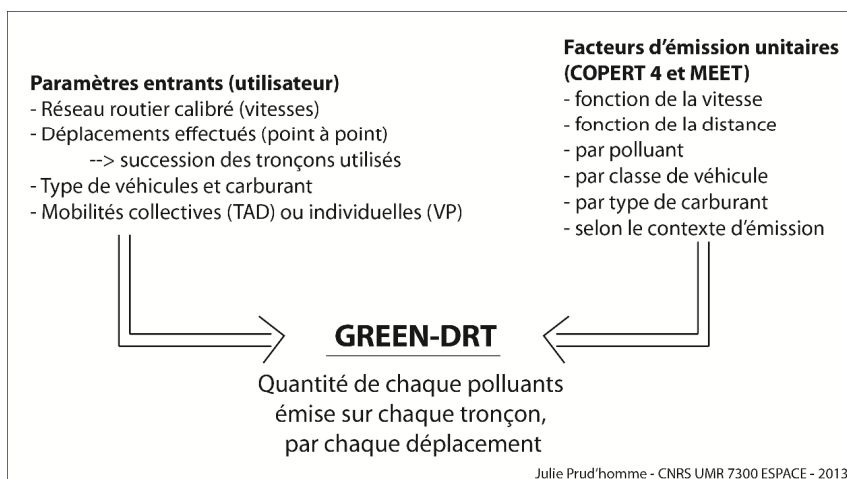 Paramètres entrants (utilisateur)
- Réseau routier calibré (vitesses)
- Déplacements effectués (point à point)
--> succession des tronçons utilisés
- Type de véhicules et carburant
- Mobilités collectives (TAD) ou individuelles (VP)
Facteurs d'émission unitaires
(COPERT 4 et MEET)
- fonction de la vitesse
- fonction de la distance
- par polluant
- par classe de véhicule
- par type de carburant
- selon le contexte d'émission
GREEN-DRT
Quantité de chaque polluants
émise sur chaque tronçon,
par chaque déplacement
Julie Prud'homme - CNRS UMR 7300 ESPACE - 2013